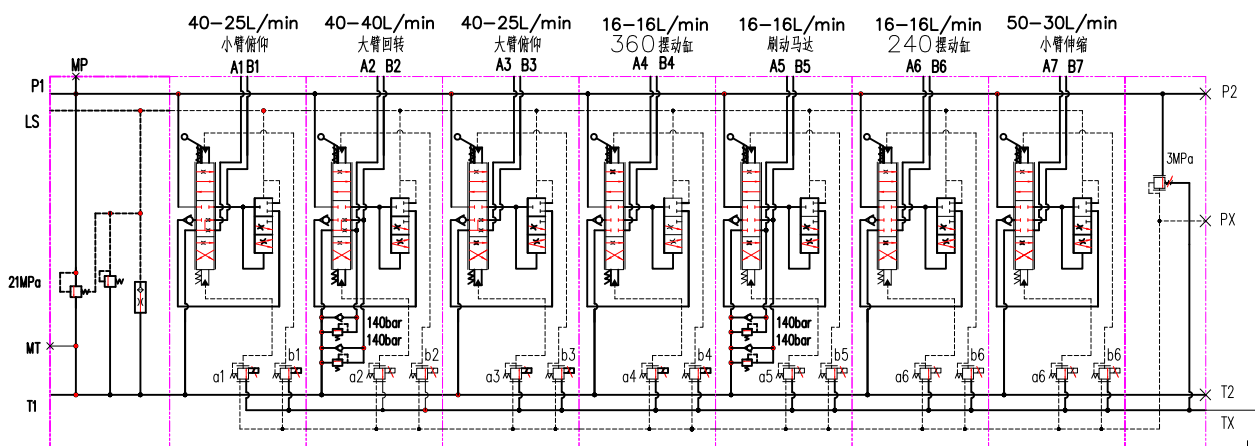 40-25L/min 40-40L/min 40-25L/min 16-16L/min 16-16L/min 16-16L/min 50-30L/min
小臂俯仰 大臂回转 大臂俯仰 360摆动缸 刷动马达 240摆动缸 小臂伸缩
MP A1 B1 A2 B2 A3 B3 A4 B4 A5 B5 A6 B6 A7 B7
P1 P2
LS
3MPa
PX
21MPa
140bar 140bar
140bar 140bar
MT
b1 b2 b3 b4 b5 b6 b6
a1 a2 a3 a4 a5 a6 a6
T1 T2
TX